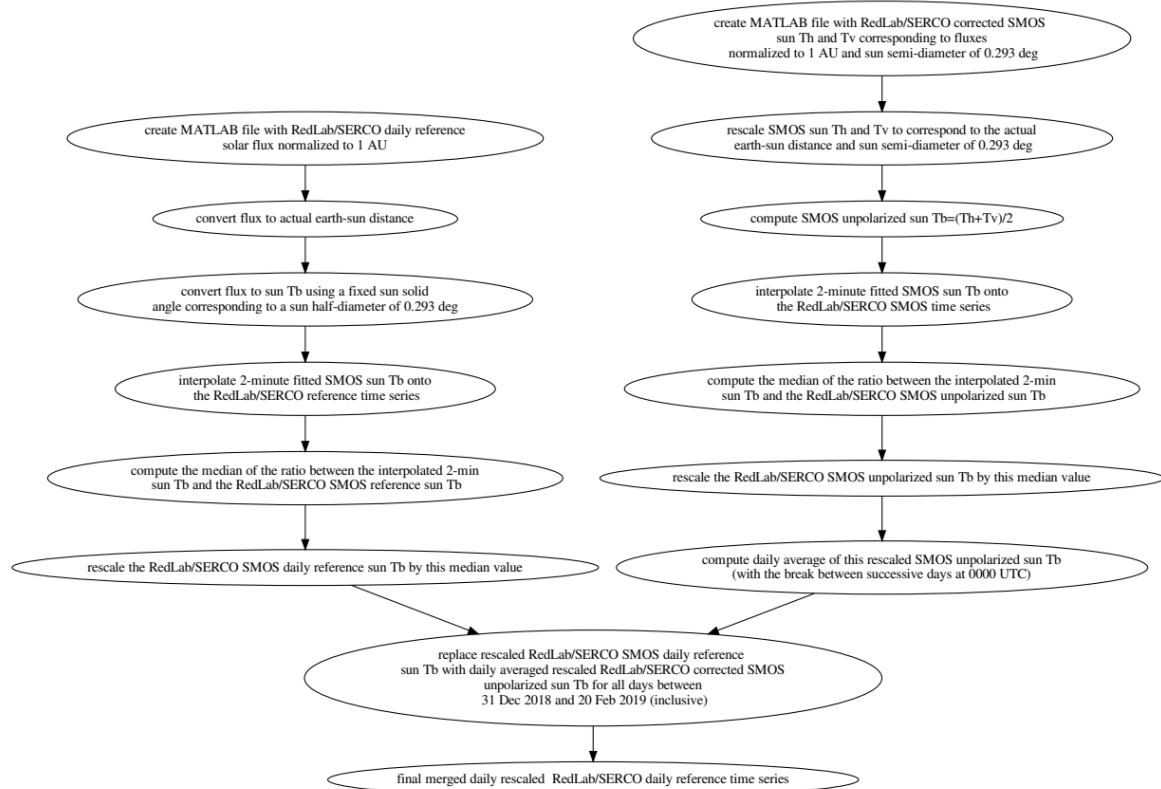 create MATLAB file with RedLab/SERCO corrected SMOS
sun Th and Tv corresponding to fluxes
normalized to 1 AU and sun semi-diameter of 0.293 deg
create MATLAB file with RedLab/SERCO daily reference
solar flux normalized to 1 AU
rescale SMOS sun Th and Tv to correspond to the actual
earth-sun distance and sun semi-diameter of 0.293 deg
convert flux to actual earth-sun distance
compute SMOS unpolarized sun Tb=(Th+Tv)/2
convert flux to sun Tb using a fixed sun solid
angle corresponding to a sun half-diameter of 0.293 deg
interpolate 2-minute fitted SMOS sun Tb onto
the RedLab/SERCO SMOS time series
interpolate 2-minute fitted SMOS sun Tb onto
the RedLab/SERCO reference time series
compute the median of the ratio between the interpolated 2-min
sun Tb and the RedLab/SERCO SMOS unpolarized sun Tb
compute the median of the ratio between the interpolated 2-min
sun Tb and the RedLab/SERCO SMOS reference sun Tb
rescale the RedLab/SERCO SMOS unpolarized sun Tb by this median value
rescale the RedLab/SERCO SMOS daily reference sun Tb by this median value
compute daily average of this rescaled SMOS unpolarized sun Tb
(with the break between successive days at 0000 UTC)
replace rescaled RedLab/SERCO SMOS daily reference
sun Tb with daily averaged rescaled RedLab/SERCO corrected SMOS
unpolarized sun Tb for all days between
31 Dec 2018 and 20 Feb 2019 (inclusive)
final merged daily rescaled  RedLab/SERCO daily reference time series